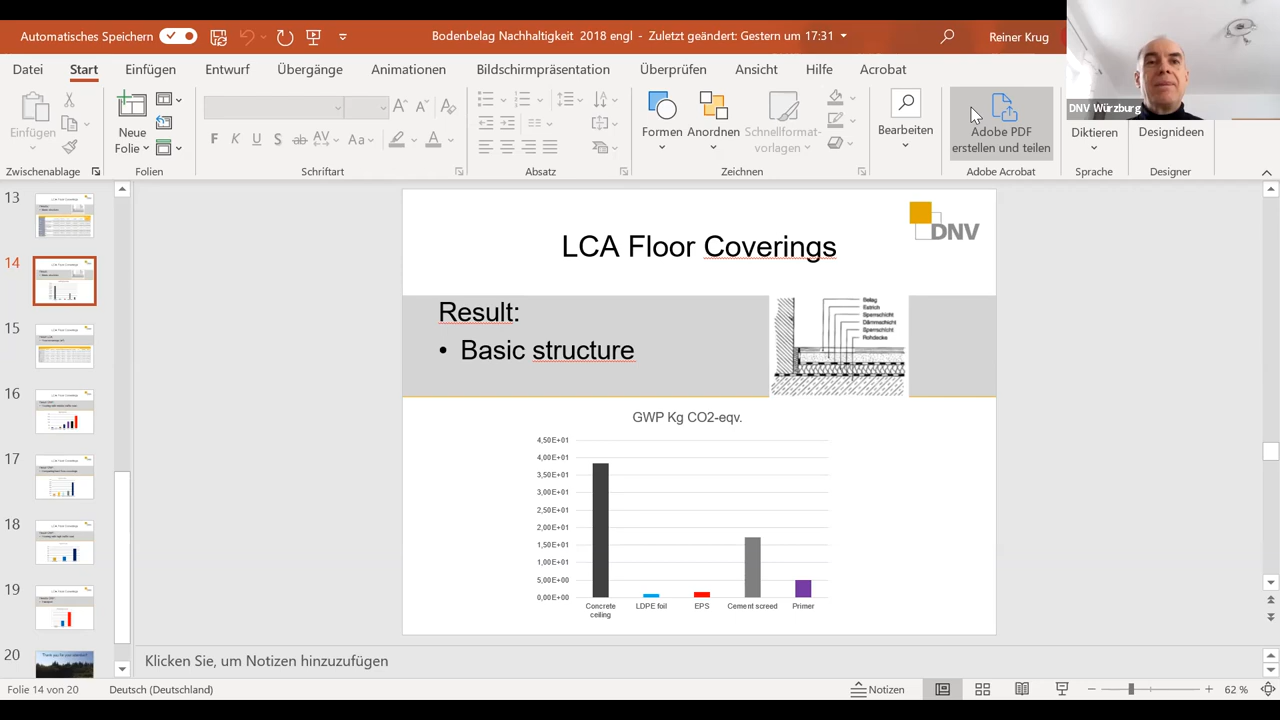 Automatisches Speichern
Bodenbelag Nachhaltigkeit 2018 engl - Zuletzt geändert: Gestern um 17:31
Reiner Krug
DNV Würzburg
Datei Start Einfügen Entwurf Übergänge Animationen Bildschirmpräsentation Überprüfen Ansicht Hilfe Acrobat
Einfügen
Neue
Folie
F K U S ab AV Aa
Formen
Anordnen
Schnellformat-
vorlagen
Bearbeiten
Adobe PDF
erstellen und teilen
Diktieren
Designideen
Zwischenablage Folien Schriftart Absatz Zeichnen Adobe Acrobat Sprache Designer
13
14
15
16
17
18
19
20
LCA Floor Coverings
DNV
Result:
• Basic structure
Belag
Estrich
Sperrschicht
Dämmschicht
Sperrschicht
Rohdecke
GWP Kg CO2-eqv.
4,50E+01
4,00E+01
3,50E+01
3,00E+01
2,50E+01
2,00E+01
1,50E+01
1,00E+01
5,00E+00
0,00E+00
Concrete
ceiling
LDPE foil
EPS
Cement screed
Primer
Klicken Sie, um Notizen hinzuzufügen
Folie 14 von 20 Deutsch (Deutschland) Notizen 62 %